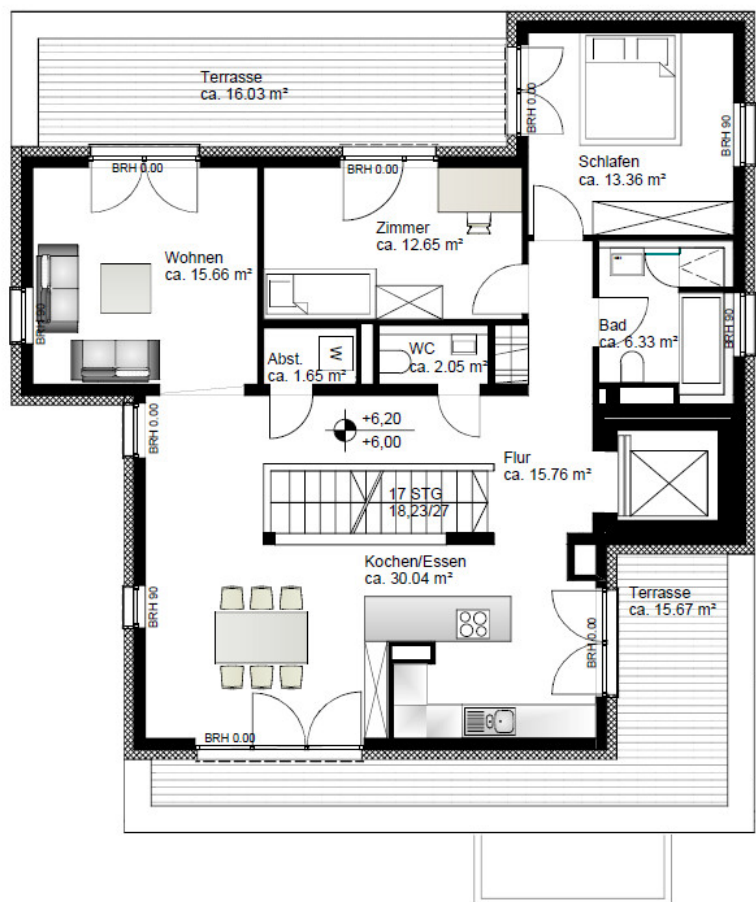 Terrasse
ca. 16.03 m²
BRH 0.00
BRH 90
Schlafen
ca. 13.36 m²
BRH 0.00
BRH 0.00
Zimmer
ca. 12.65 m²
Wohnen
ca. 15.66 m²
BRH 90
Bad
ca. 6.33 m²
BRH 90
Abst.
ca. 1.65 m²
W
WC
ca. 2.05 m²
BRH 0.00
+6,20
+6,00
Flur
ca. 15.76 m²
17 STG
18,23/27
Kochen/Essen
ca. 30.04 m²
BRH 90
Terrasse
ca. 15.67 m²
BRH 0.00
BRH 0.00